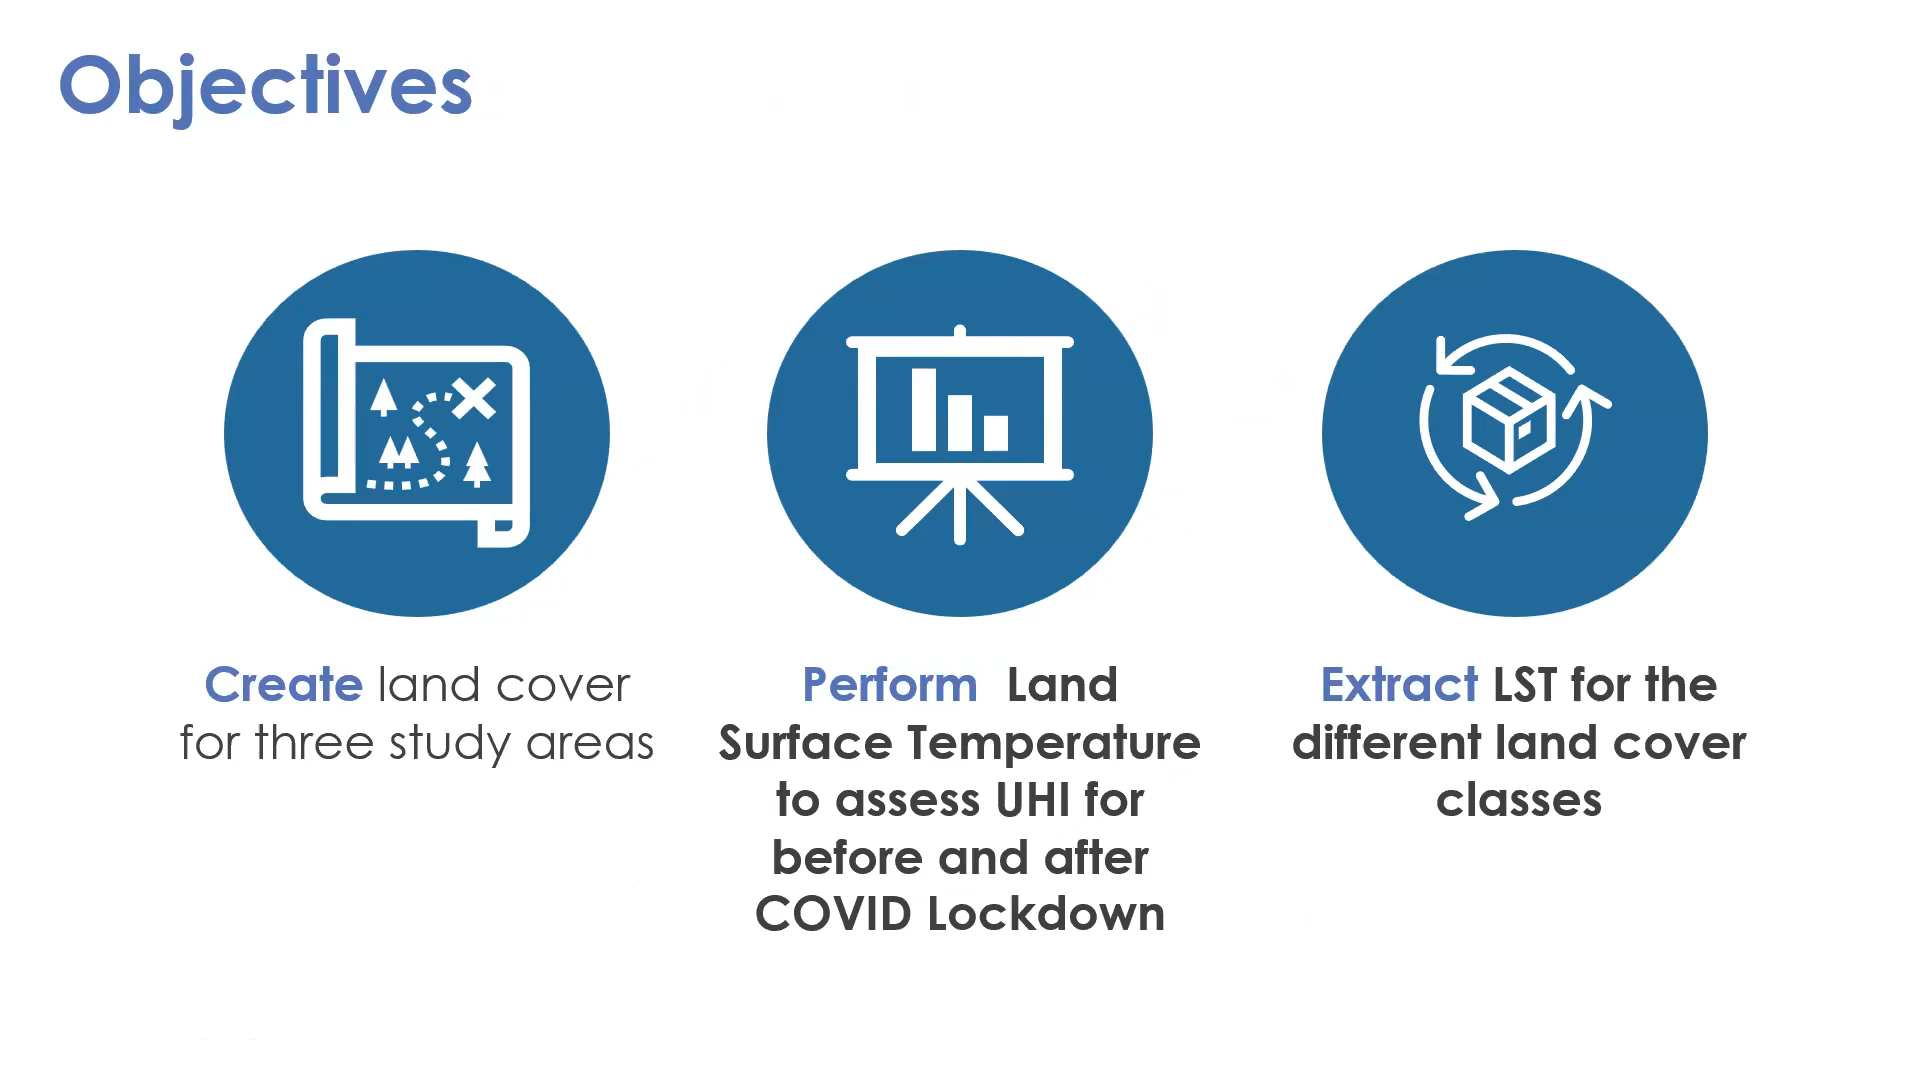 Objectives
Create land cover
for three study areas
Perform Land
Surface Temperature
to assess UHI for
before and after
COVID Lockdown
Extract LST for the
different land cover
classes